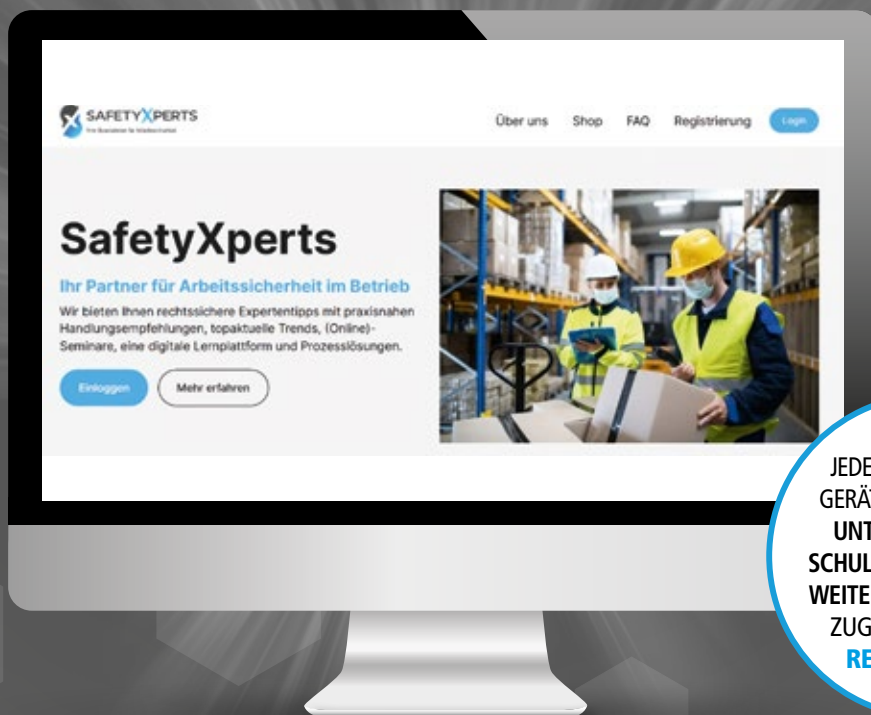 SAFETYXPERTS
Über uns Shop FAQ Registrierung Login
SafetyXperts
Ihr Partner für Arbeitssicherheit im Betrieb
Wir bieten Ihnen rechtssichere Expertentipps mit praxisnahen
Handlungsempfehlungen, topaktuelle Trends, (Online)-
Seminare, eine digitale Lernplattform und Prozesslösungen.
Einloggen Mehr erfahren
JEDE
GERÄT
UNT
SCHUL
WEITE
ZUG
RE